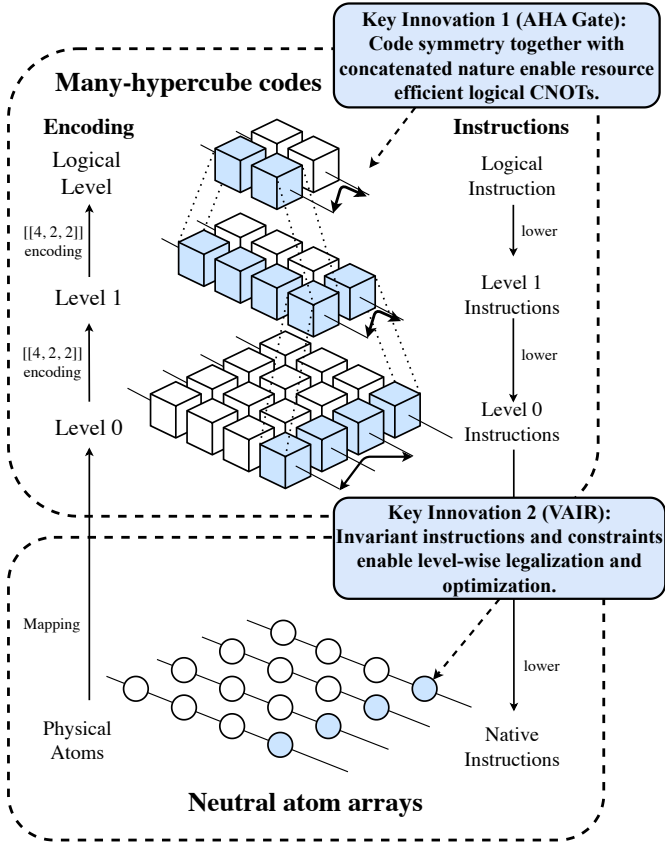 Key Innovation 1 (AHA Gate):
Code symmetry together with
concatenated nature enable resource
efficient logical CNOTs.
Many-hypercube codes
Encoding
Instructions
Logical
Level
Logical
Instruction
[[4, 2, 2]]
encoding
lower
Level 1
Level 1
Instructions
[[4, 2, 2]]
encoding
lower
Level 0
Level 0
Instructions
Key Innovation 2 (VAIR):
Invariant instructions and constraints
enable level-wise legalization and
optimization.
Mapping
lower
Physical
Atoms
Native
Instructions
Neutral atom arrays